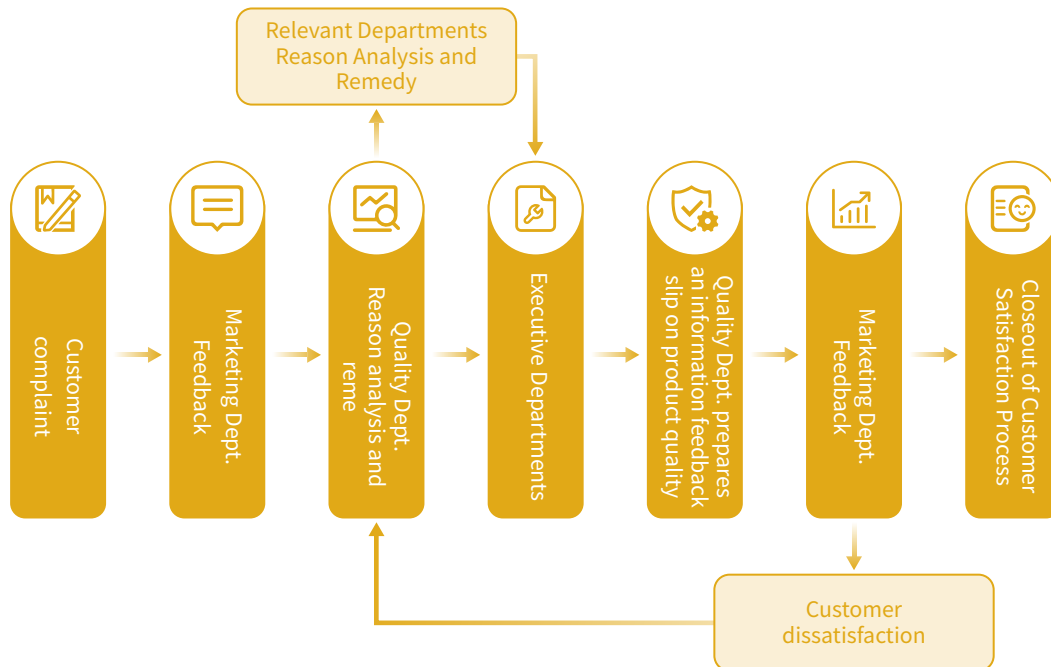 Relevant Departments
Reason Analysis and
Remedy
Customer
complaint
Marketing Dept.
Feedback
Quality Dept.
Reason analysis and
reme
Executive Departments
Quality Dept. prepares
an information feedback
slip on product quality
Marketing Dept.
Feedback
Closeout of Customer
Satisfaction Process
Customer
dissatisfaction